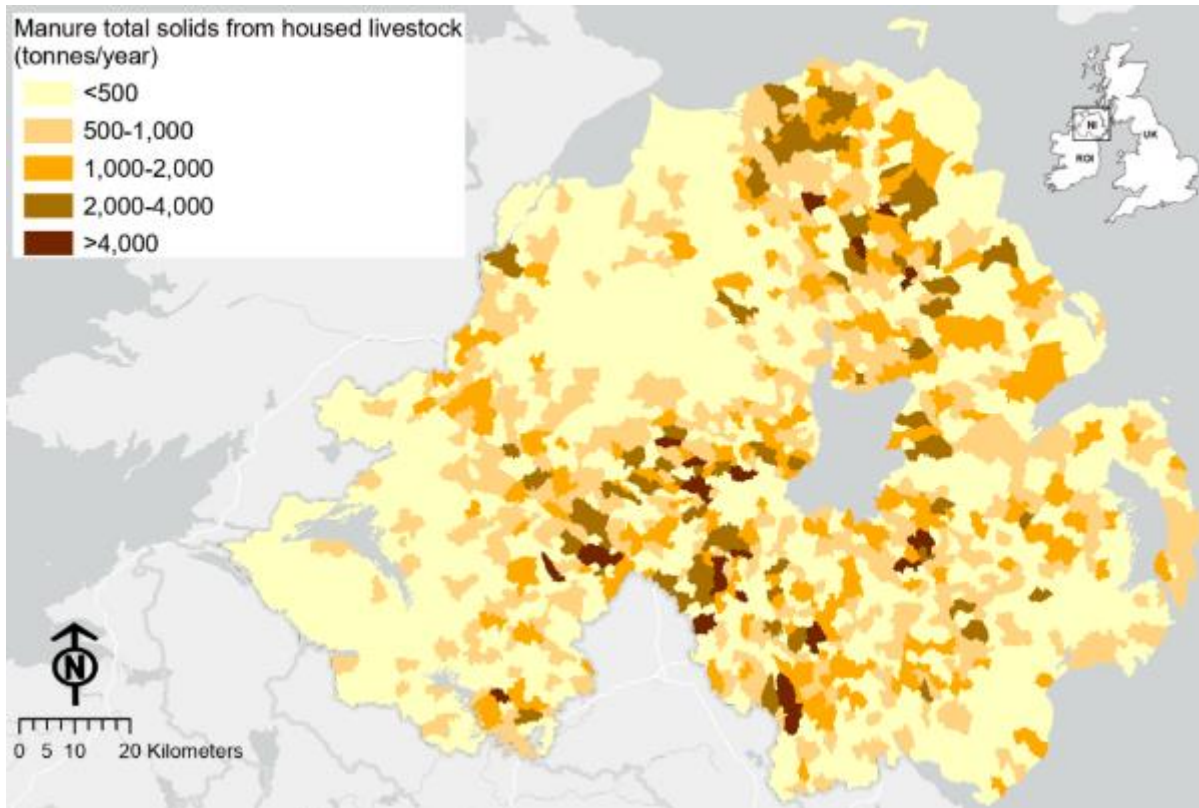 Manure total solids from housed livestock
(tonnes/year)
<500
500-1,000
1,000-2,000
2,000-4,000
>4,000
NI
UK
ROI
N
0 5 10 20 Kilometers